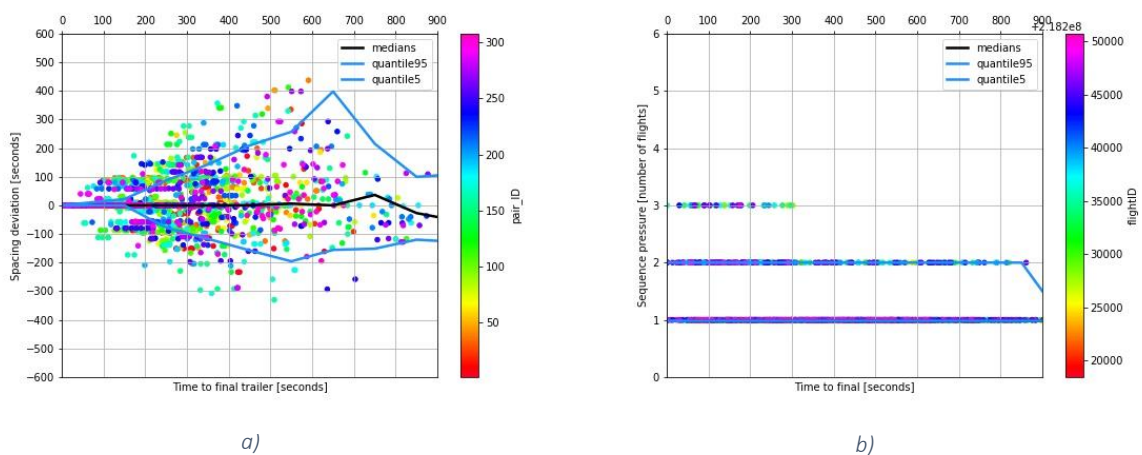 0 100 200 300 400 500 600 700 800 900
600
500
400
300
200
100
0
−100
−200
−300
−400
−500
−600
Spacing deviation [seconds]
medians
quantile95
quantile5
Time to final trailer [seconds]
300
250
200
150
100
50
pair_ID
a)
0 100 200 300 400 500 600 700 800 900
+2.182e8
6
5
4
3
2
1
0
Sequence pressure [number of flights]
medians
quantile95
quantile5
Time to final [seconds]
50000
45000
40000
35000
30000
25000
20000
flightID
b)